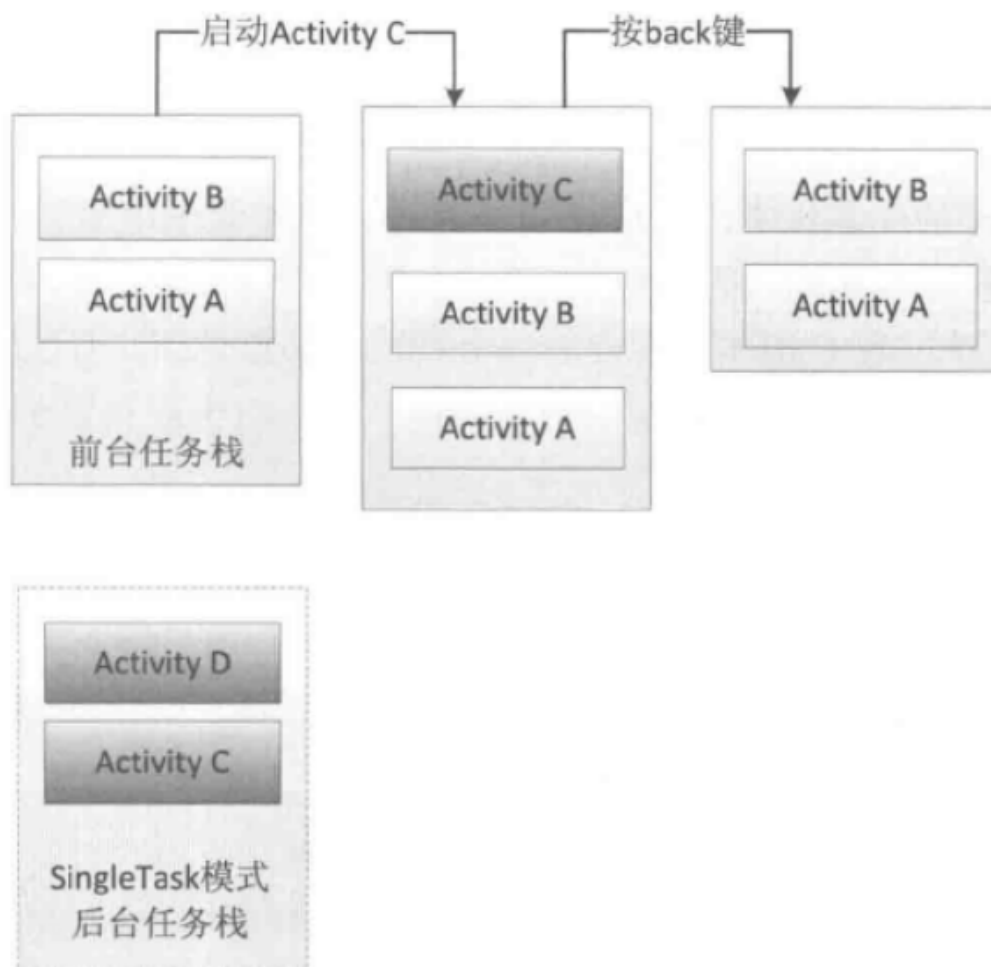 启动Activity C
按back键
Activity B
Activity A
前台任务栈
Activity C
Activity B
Activity A
Activity B
Activity A
Activity D
Activity C
SingleTask模式
后台任务栈